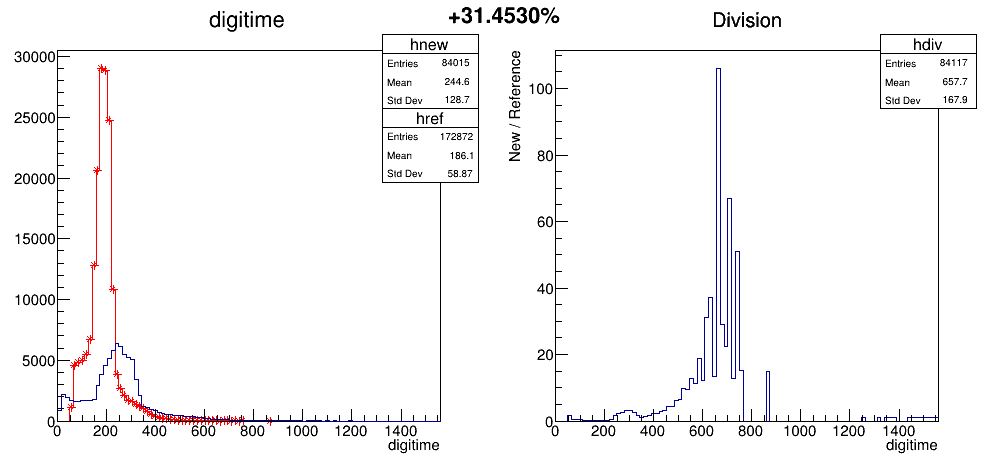 +31.4530%
digitime
hnew
Entries 84015
Mean 244.6
Std Dev 128.7
href
Entries 172872
Mean 186.1
Std Dev 58.87
30000
25000
20000
15000
10000
5000
0
0 200 400 600 800 1000 1200 1400
digitime
Division
hdiv
Entries 84117
Mean 657.7
Std Dev 167.9
New / Reference
100
80
60
40
20
0
0 200 400 600 800 1000 1200 1400
digitime